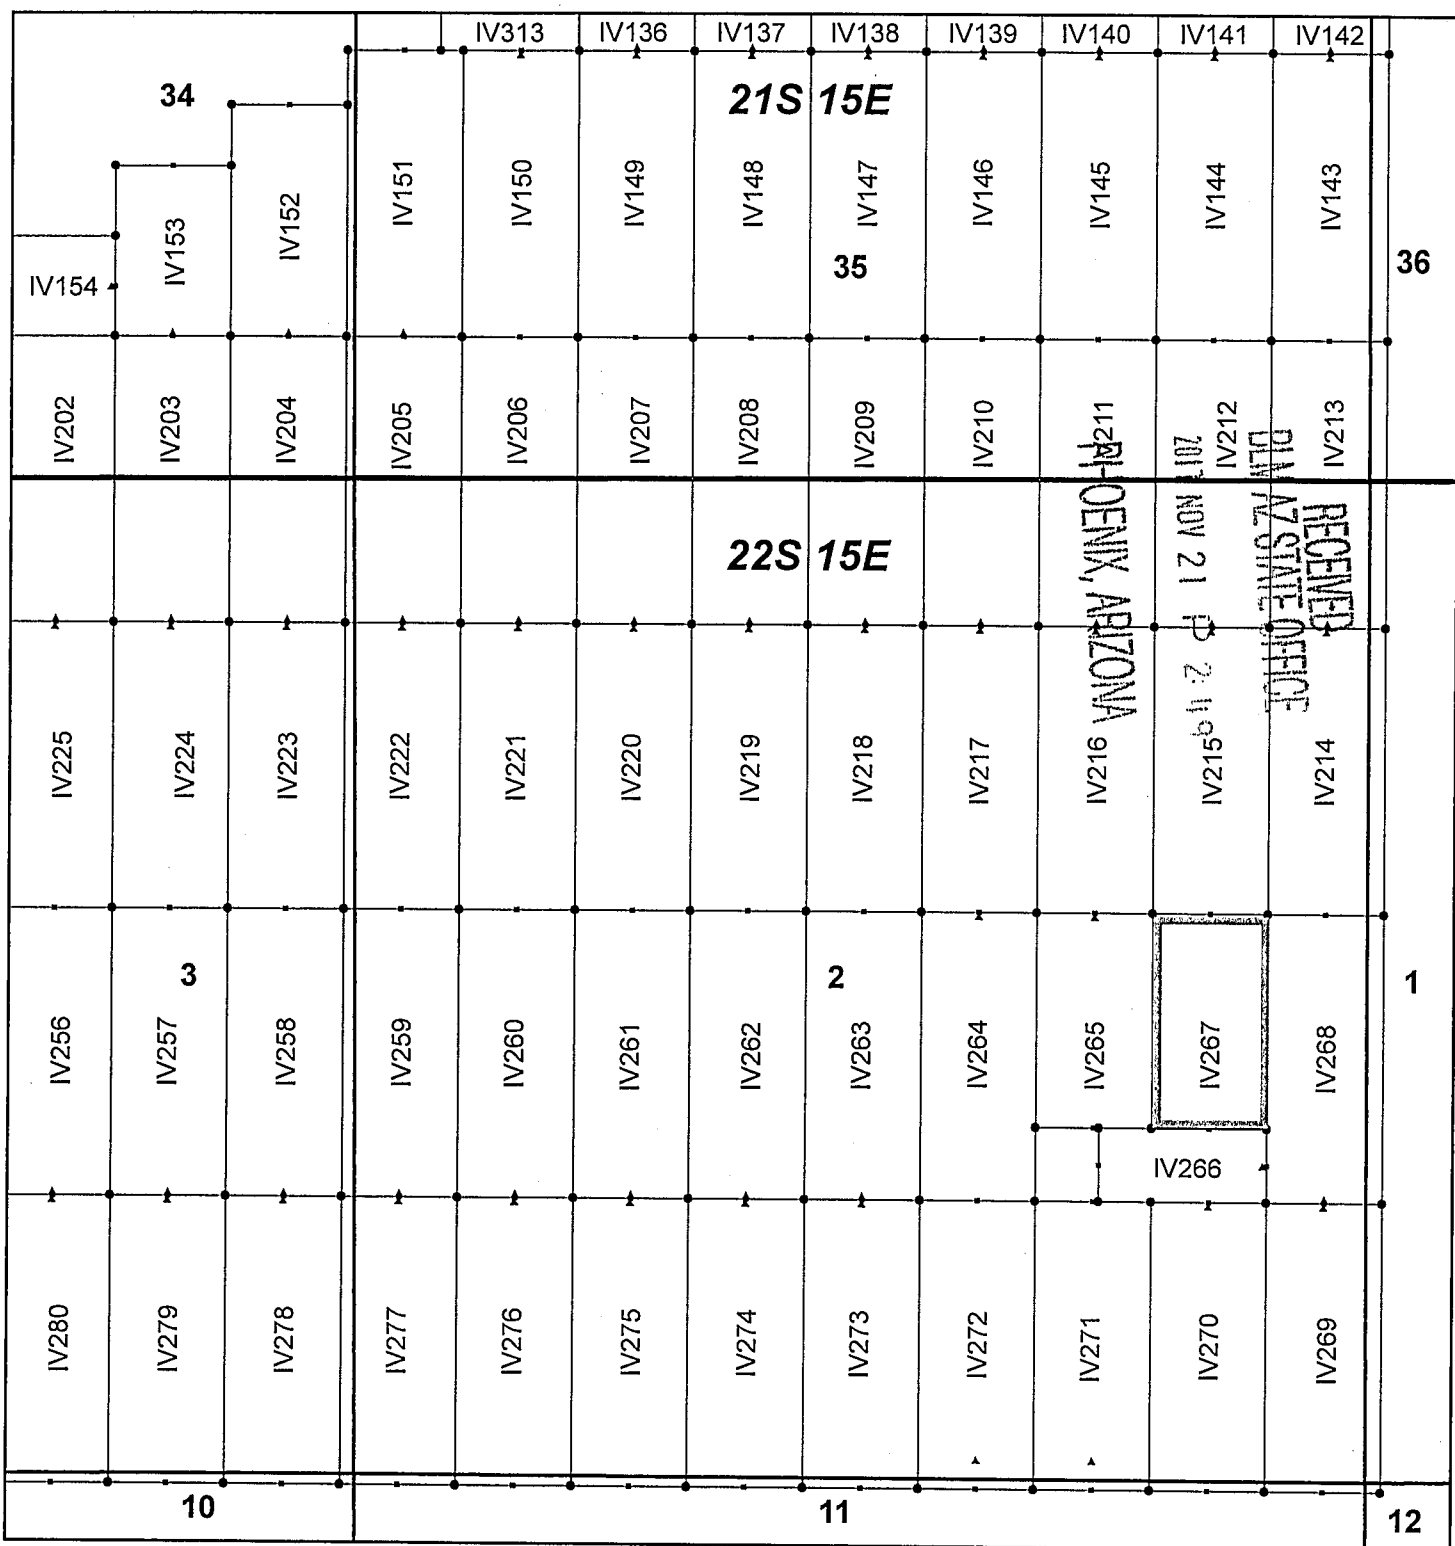 IV313 IV136 IV137 IV138 IV139 IV140 IV141 IV142
34
21S 15E
IV154 IV153 IV152 IV151 IV150 IV149 IV148 IV147 IV146 IV145 IV144 IV143
35
36
IV202 IV203 IV204 IV205 IV206 IV207 IV208 IV209 IV210 IV211 IV212 IV213
RECEIVED
BLM AZ STATE OFFICE
2017 NOV 21 P 2:49
PHOENIX, ARIZONA
22S 15E
IV225 IV224 IV223 IV222 IV221 IV220 IV219 IV218 IV217 IV216 IV215 IV214
3
2
1
IV256 IV257 IV258 IV259 IV260 IV261 IV262 IV263 IV264 IV265 IV267 IV268
IV266
IV280 IV279 IV278 IV277 IV276 IV275 IV274 IV273 IV272 IV271 IV270 IV269
10
11
12